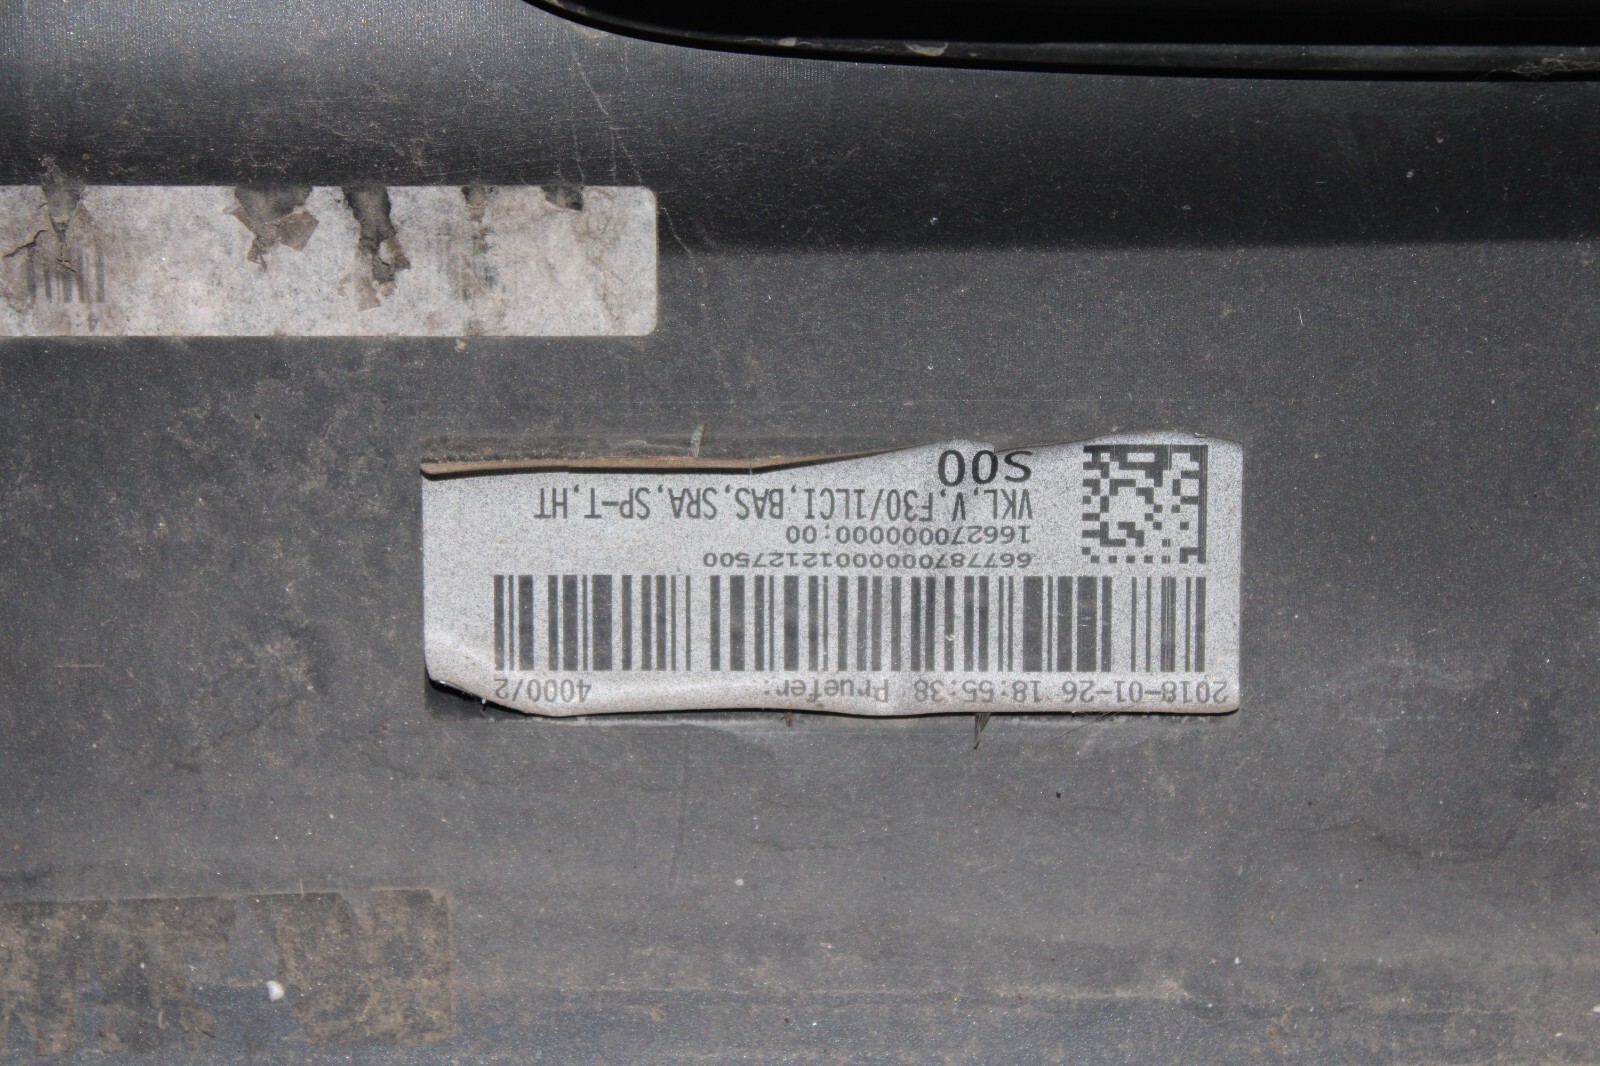 2018-01-26 18:55:38 Pruefer: 4000/2
6677870000012127500
16627000000:00
VKL,V,F30/1LCI,BAS,SRA,SP-T,HT
S00